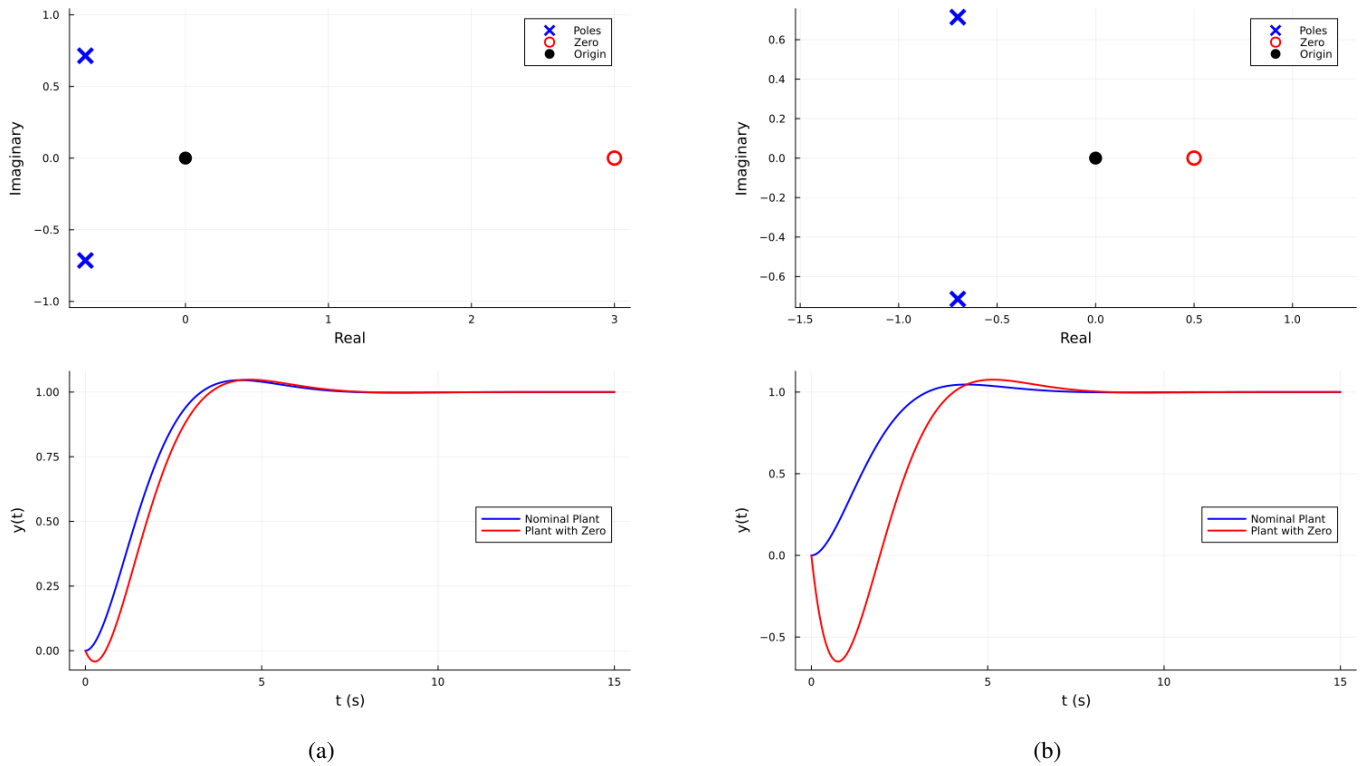 1.0
0.5
0.0
−0.5
−1.0
Imaginary
0
1
2
3
Real
Poles
Zero
Origin
0.6
0.4
0.2
0.0
−0.2
−0.4
−0.6
Imaginary
−1.5
−1.0
−0.5
0.0
0.5
1.0
Real
Poles
Zero
Origin
1.00
0.75
0.50
0.25
0.00
y(t)
0
5
10
15
t (s)
Nominal Plant
Plant with Zero
1.0
0.5
0.0
−0.5
y(t)
0
5
10
15
t (s)
Nominal Plant
Plant with Zero
(a)
(b)